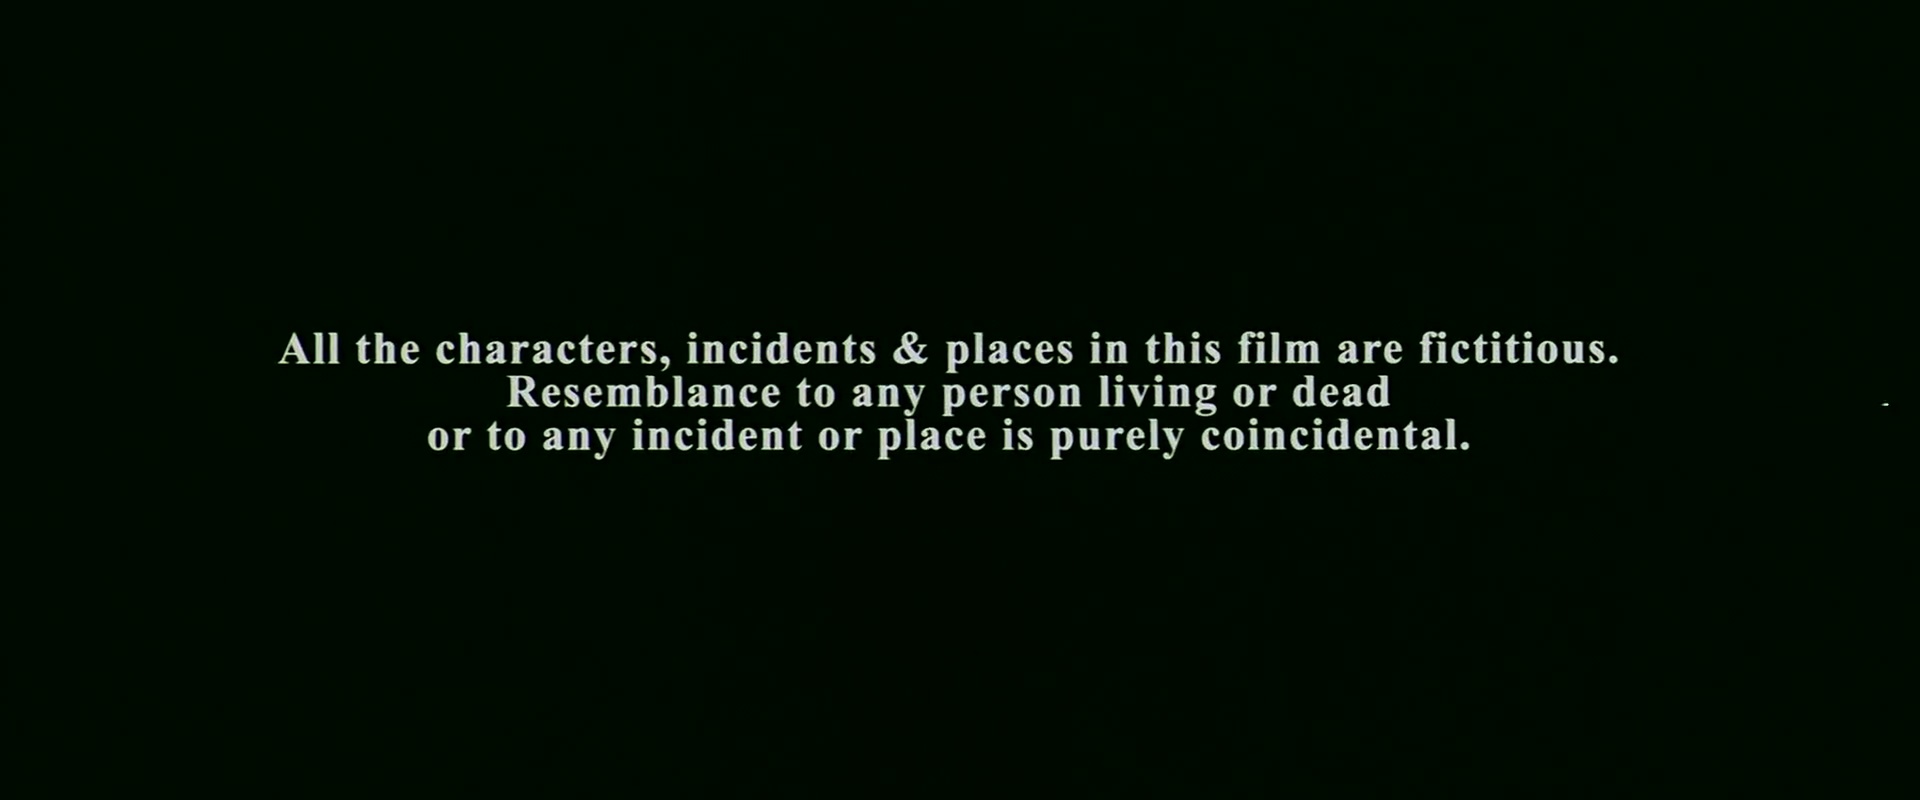 All the characters, incidents & places in this film are fictitious.
Resemblance to any person living or dead
or to any incident or place is purely coincidental.